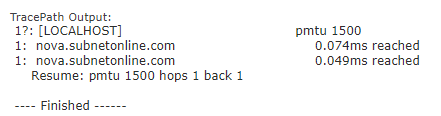 TracePath Output:
1?: [LOCALHOST] pmtu 1500
1: nova.subnetonline.com 0.074ms reached
1: nova.subnetonline.com 0.049ms reached
Resume: pmtu 1500 hops 1 back 1
---- Finished ------